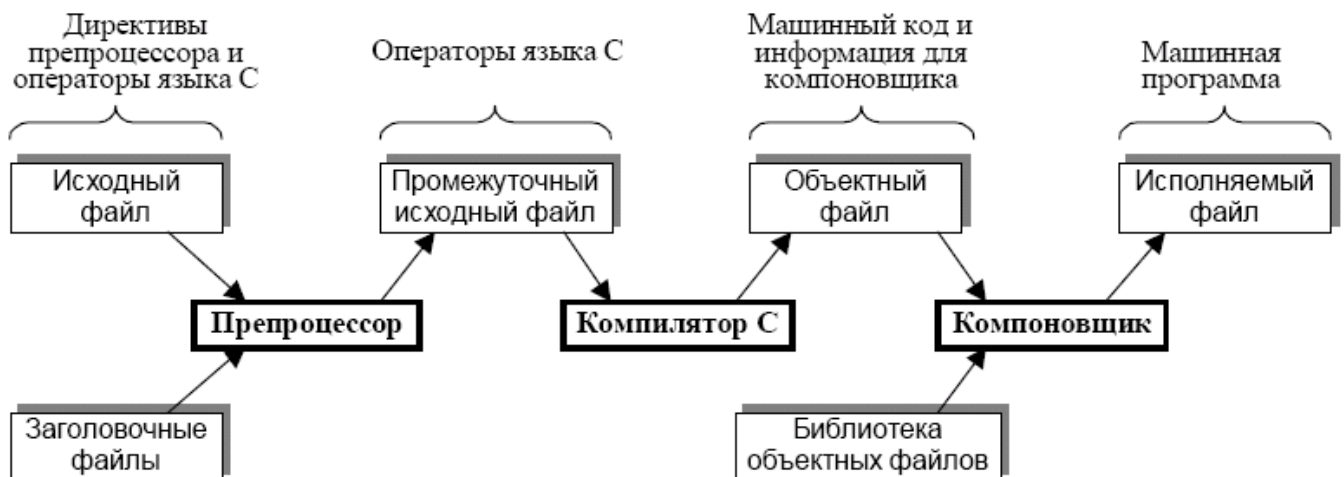 Директивы
препроцессора и
операторы языка С
Операторы языка С
Машинный код и
информация для
компоновщика
Машинная
программа
Исходный
файл
Промежуточный
исходный файл
Объектный
файл
Исполняемый
файл
Препроцессор
Компилятор С
Компоновщик
Заголовочные
файлы
Библиотека
объектных файлов